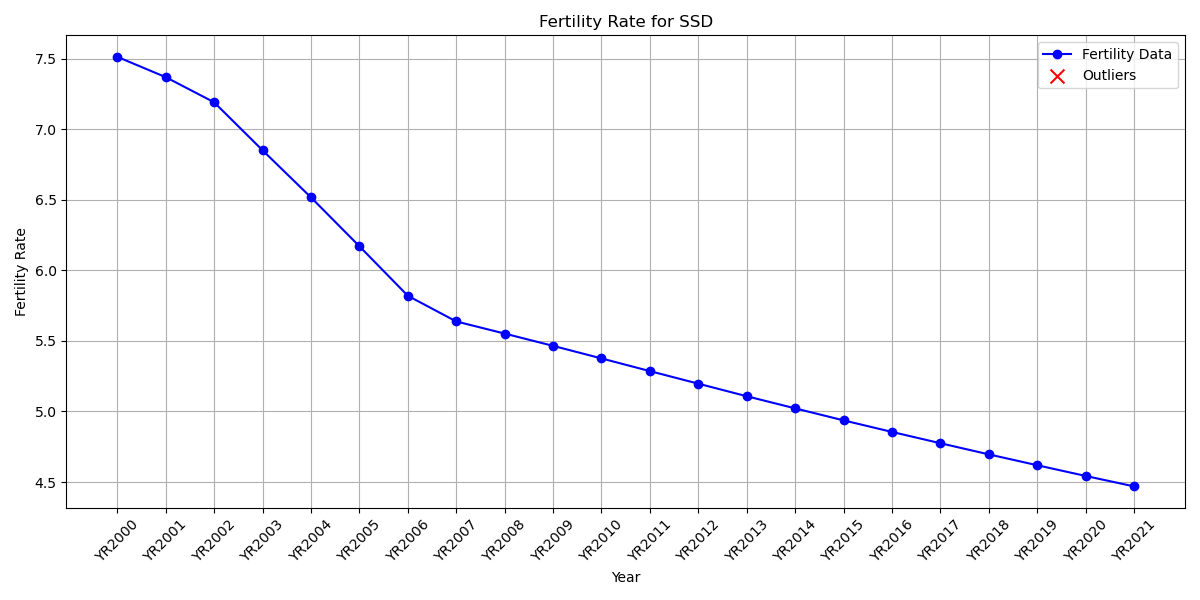 Fertility Rate for SSD
Fertility Data
Outliers
Fertility Rate
7.5
7.0
6.5
6.0
5.5
5.0
4.5
YR2000
YR2001
YR2002
YR2003
YR2004
YR2005
YR2006
YR2007
YR2008
YR2009
YR2010
YR2011
YR2012
YR2013
YR2014
YR2015
YR2016
YR2017
YR2018
YR2019
YR2020
YR2021
Year